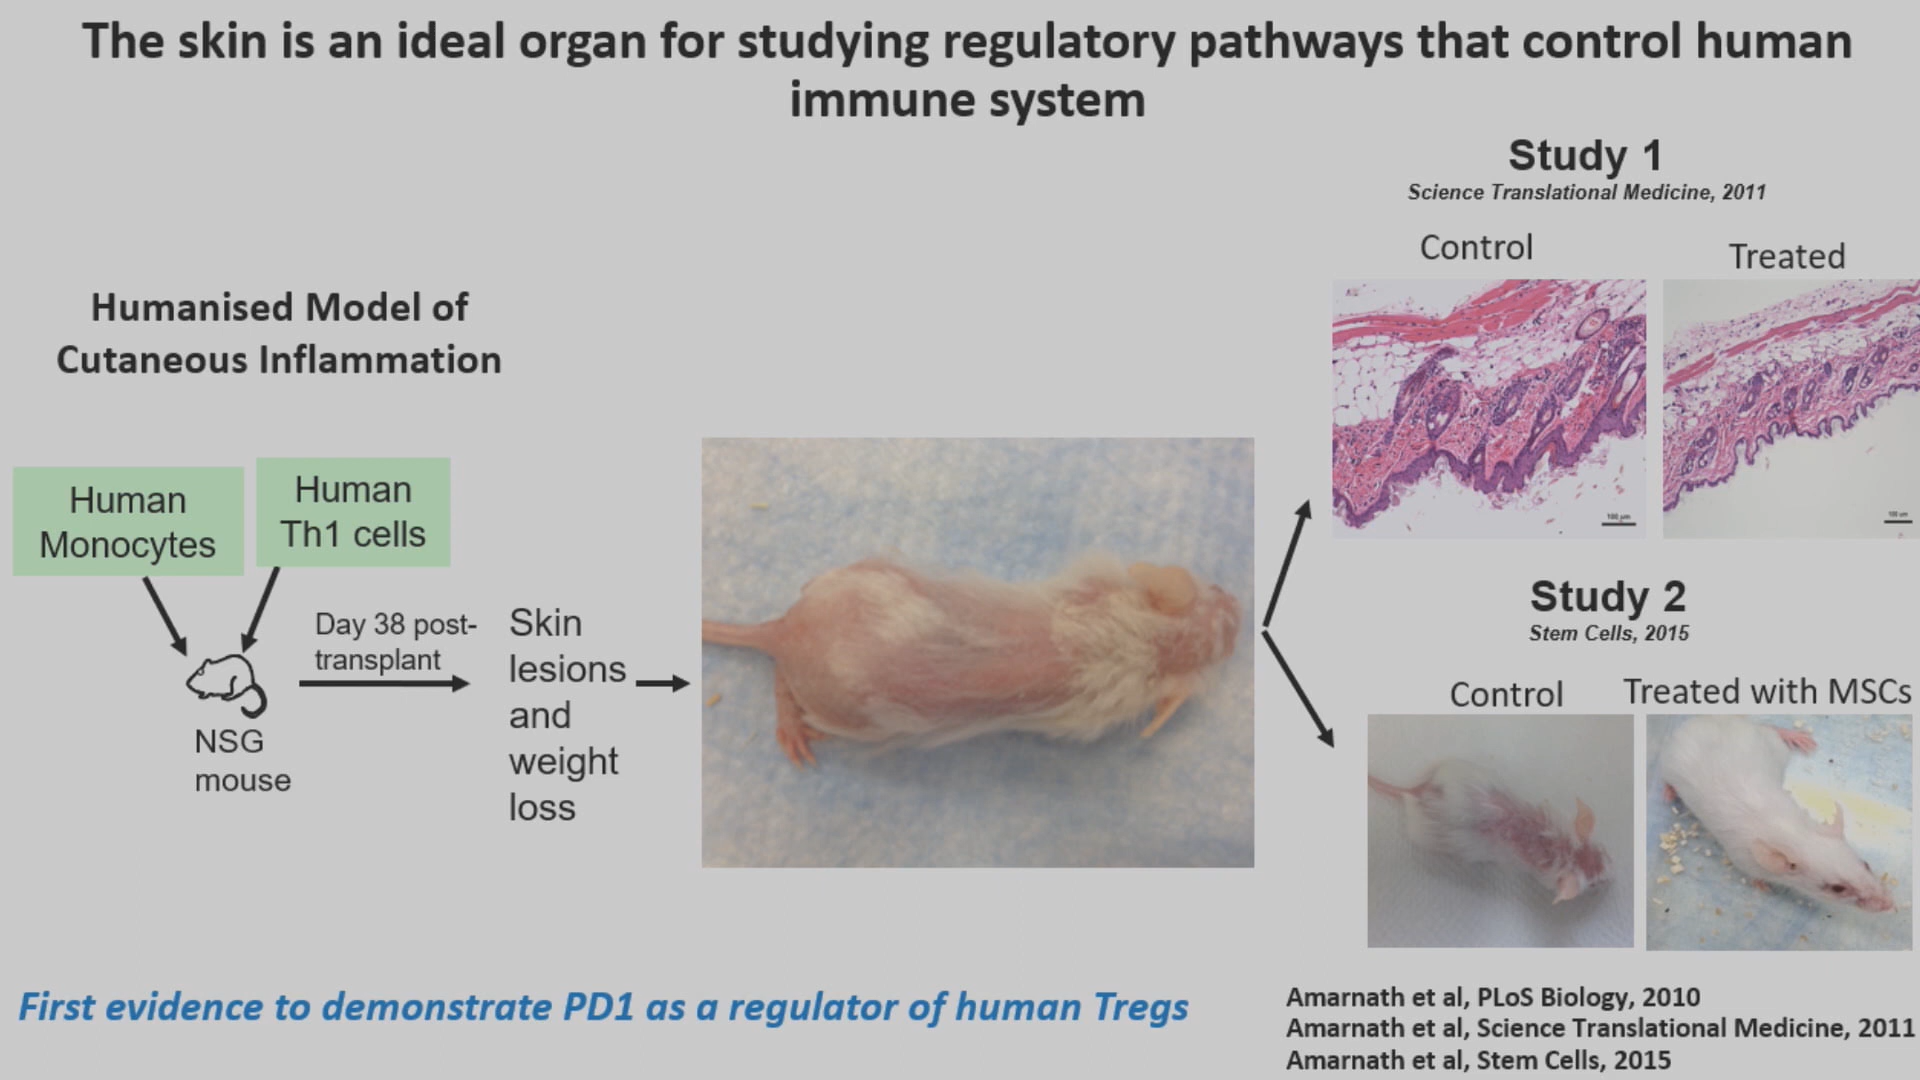 The skin is an ideal organ for studying regulatory pathways that control human
immune system
Study 1
Science Translational Medicine, 2011
Control
Treated
Humanised Model of
Cutaneous Inflammation
100 µm
100 um
Human
Monocytes
Human
Th1 cells
Day 38 post-
transplant
Skin
lesions
and
weight
loss
NSG
mouse
Study 2
Stem Cells, 2015
Control
Treated with MSCs
First evidence to demonstrate PD1 as a regulator of human Tregs
Amarnath et al, PLoS Biology, 2010
Amarnath et al, Science Translational Medicine, 2011
Amarnath et al, Stem Cells, 2015